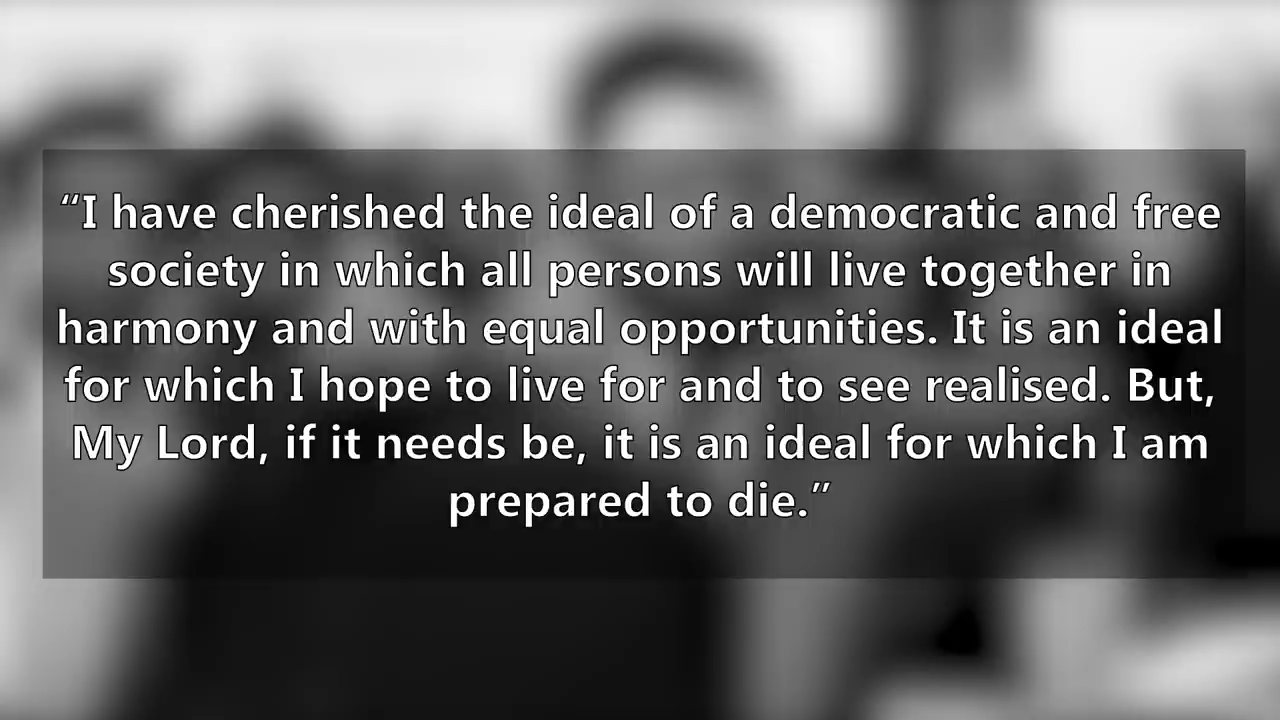 “I have cherished the ideal of a democratic and free
society in which all persons will live together in
harmony and with equal opportunities. It is an ideal
for which I hope to live for and to see realised. But,
My Lord, if it needs be, it is an ideal for which I am
prepared to die.”